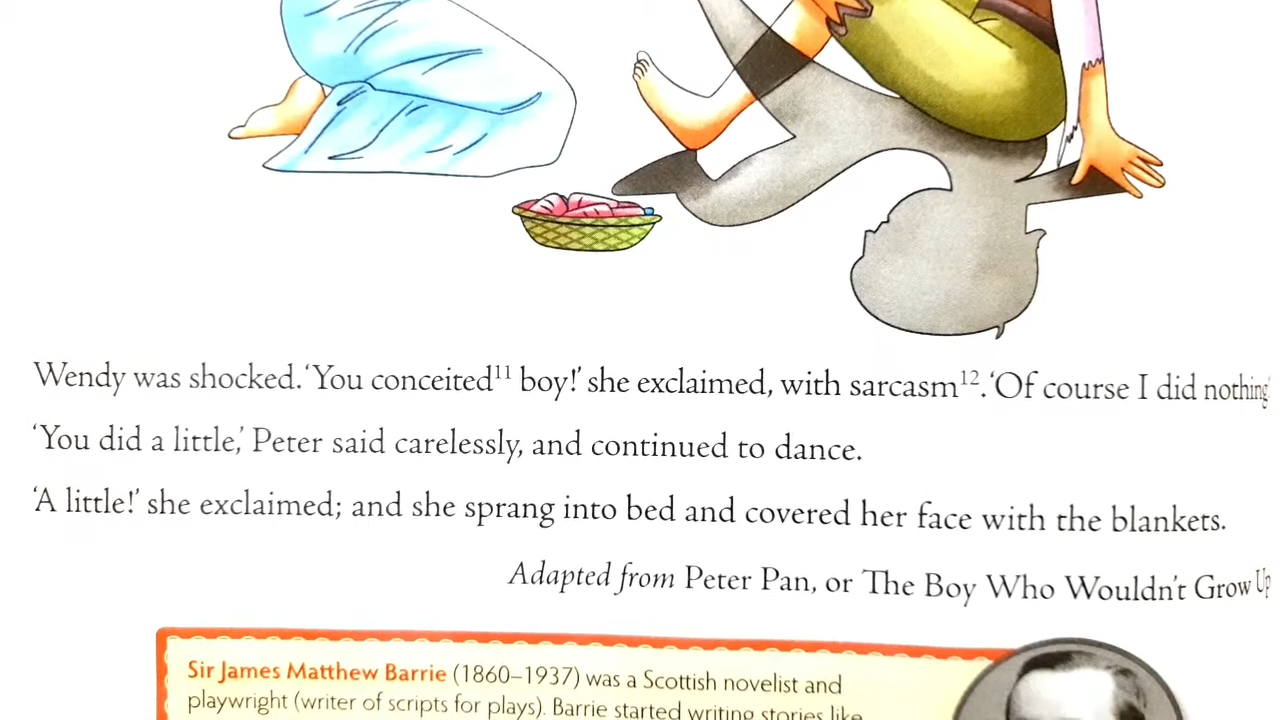 Wendy was shocked. ‘You conceited¹¹ boy!’ she exclaimed, with sarcasm¹². ‘Of course I did nothing
‘You did a little,’ Peter said carelessly, and continued to dance.
‘A little!’ she exclaimed; and she sprang into bed and covered her face with the blankets.
Adapted from Peter Pan, or The Boy Who Wouldn’t Grow Up
Sir James Matthew Barrie (1860–1937) was a Scottish novelist and
playwright (writer of scripts for plays). Barrie started writing stories like